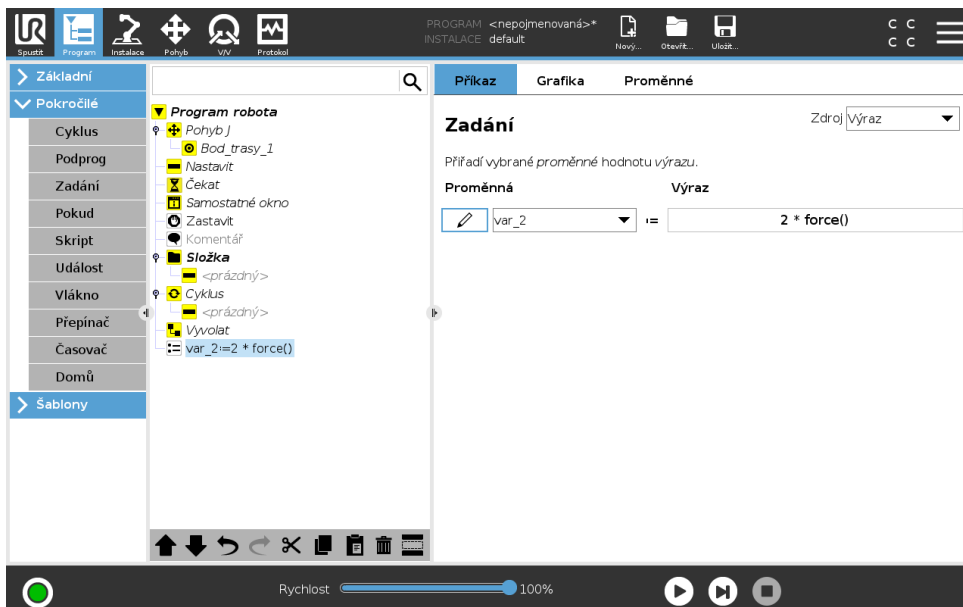 PROGRAM <nepojmenovaná>*
INSTALACE default
Spustit Program Instalace Pohyb V/V Protokol Nový... Otevřít... Uložit...
C C
C C
Základní
Pokročilé
Cyklus
Podprog
Zadání
Pokud
Skript
Událost
Vlákno
Přepínač
Časovač
Domů
Šablony
Program robota
Pohyb J
Bod_trasy_1
Nastavit
Čekat
Samostatné okno
Zastavit
Komentář
Složka
<prázdný>
Cyklus
<prázdný>
Vyvolat
var_2:=2 * force()
Příkaz Grafika Proměnné
Zadání
Zdroj Výraz
Přiřadí vybrané proměnné hodnotu výrazu.
Proměnná Výraz
var_2 := 2 * force()
Rychlost 100%